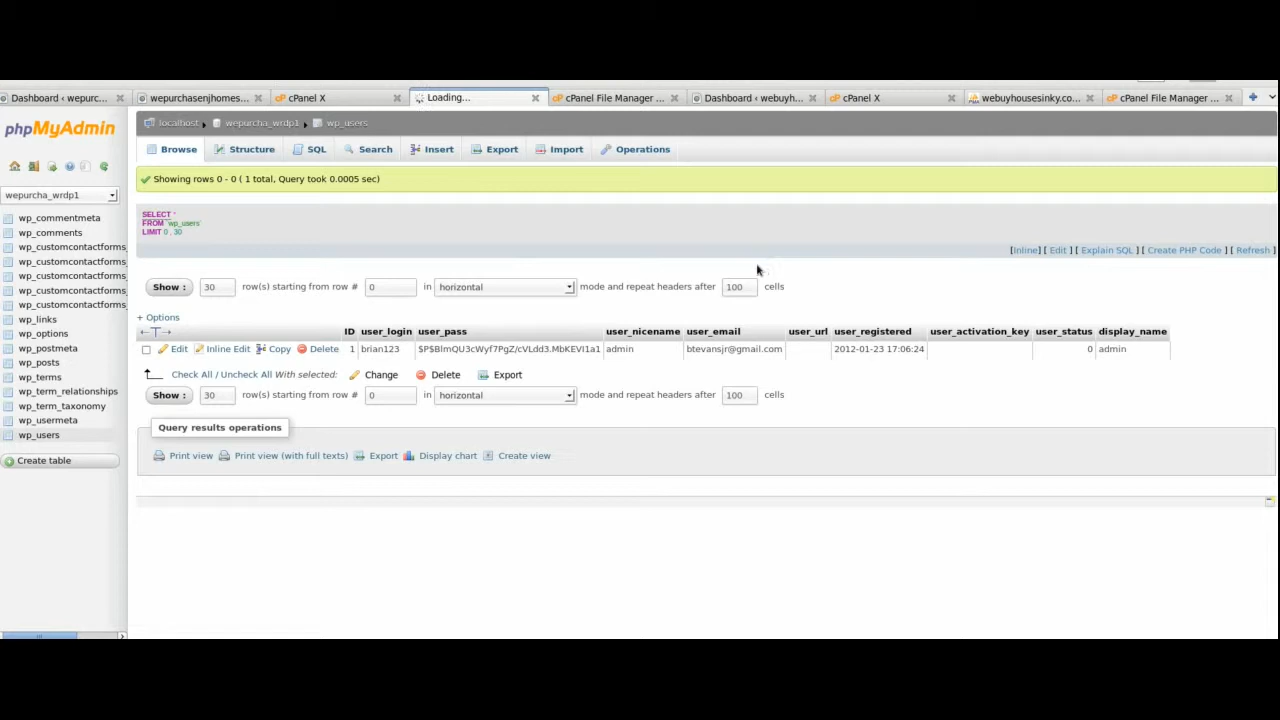 Dashboard ‹ wepurc...
wepurchasenjhomes...
cPanel X
Loading...
cPanel File Manager ...
Dashboard ‹ webuyh...
cPanel X
webuyhousesinky.co...
cPanel File Manager ...
phpMyAdmin
wepurcha_wrdp1
wp_commentmeta
wp_comments
wp_customcontactforms_
wp_customcontactforms_
wp_customcontactforms_
wp_customcontactforms_
wp_customcontactforms_
wp_links
wp_options
wp_postmeta
wp_posts
wp_terms
wp_term_relationships
wp_term_taxonomy
wp_usermeta
wp_users
Create table
localhost wepurcha_wrdp1 wp_users
Browse Structure SQL Search Insert Export Import Operations
Showing rows 0 - 0 ( 1 total, Query took 0.0005 sec)
SELECT *
FROM `wp_users`
LIMIT 0 , 30
[Inline] [ Edit ] [ Explain SQL ] [ Create PHP Code ] [ Refresh ]
Show : 30 row(s) starting from row # 0 in horizontal mode and repeat headers after 100 cells
+ Options
←T→ ID user_login user_pass user_nicename user_email user_url user_registered user_activation_key user_status display_name
Edit Inline Edit Copy Delete 1 brian123 $P$BlmQU3cWyf7PgZ/cVLdd3.MbKEVI1a1 admin btevansjr@gmail.com 2012-01-23 17:06:24 0 admin
Check All / Uncheck All With selected: Change Delete Export
Show : 30 row(s) starting from row # 0 in horizontal mode and repeat headers after 100 cells
Query results operations
Print view Print view (with full texts) Export Display chart Create view